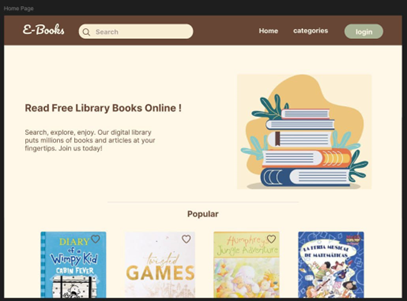 Home Page
E-Books
Search
Home
categories
login
Read Free Library Books Online !
Search, explore, enjoy. Our digital library
puts millions of books and articles at your
fingertips. Join us today!
Popular
DIARY
of a
Wimpy Kid
CABIN FEVER
twisted
GAMES
Humphrey's
Jungle Adventure
LA FERIA MUSICAL
DE MATEMÁTICAS